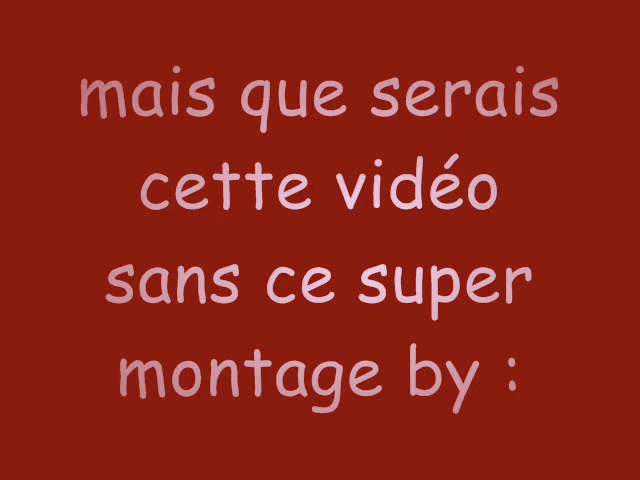 mais que serais
cette vidéo
sans ce super
montage by :